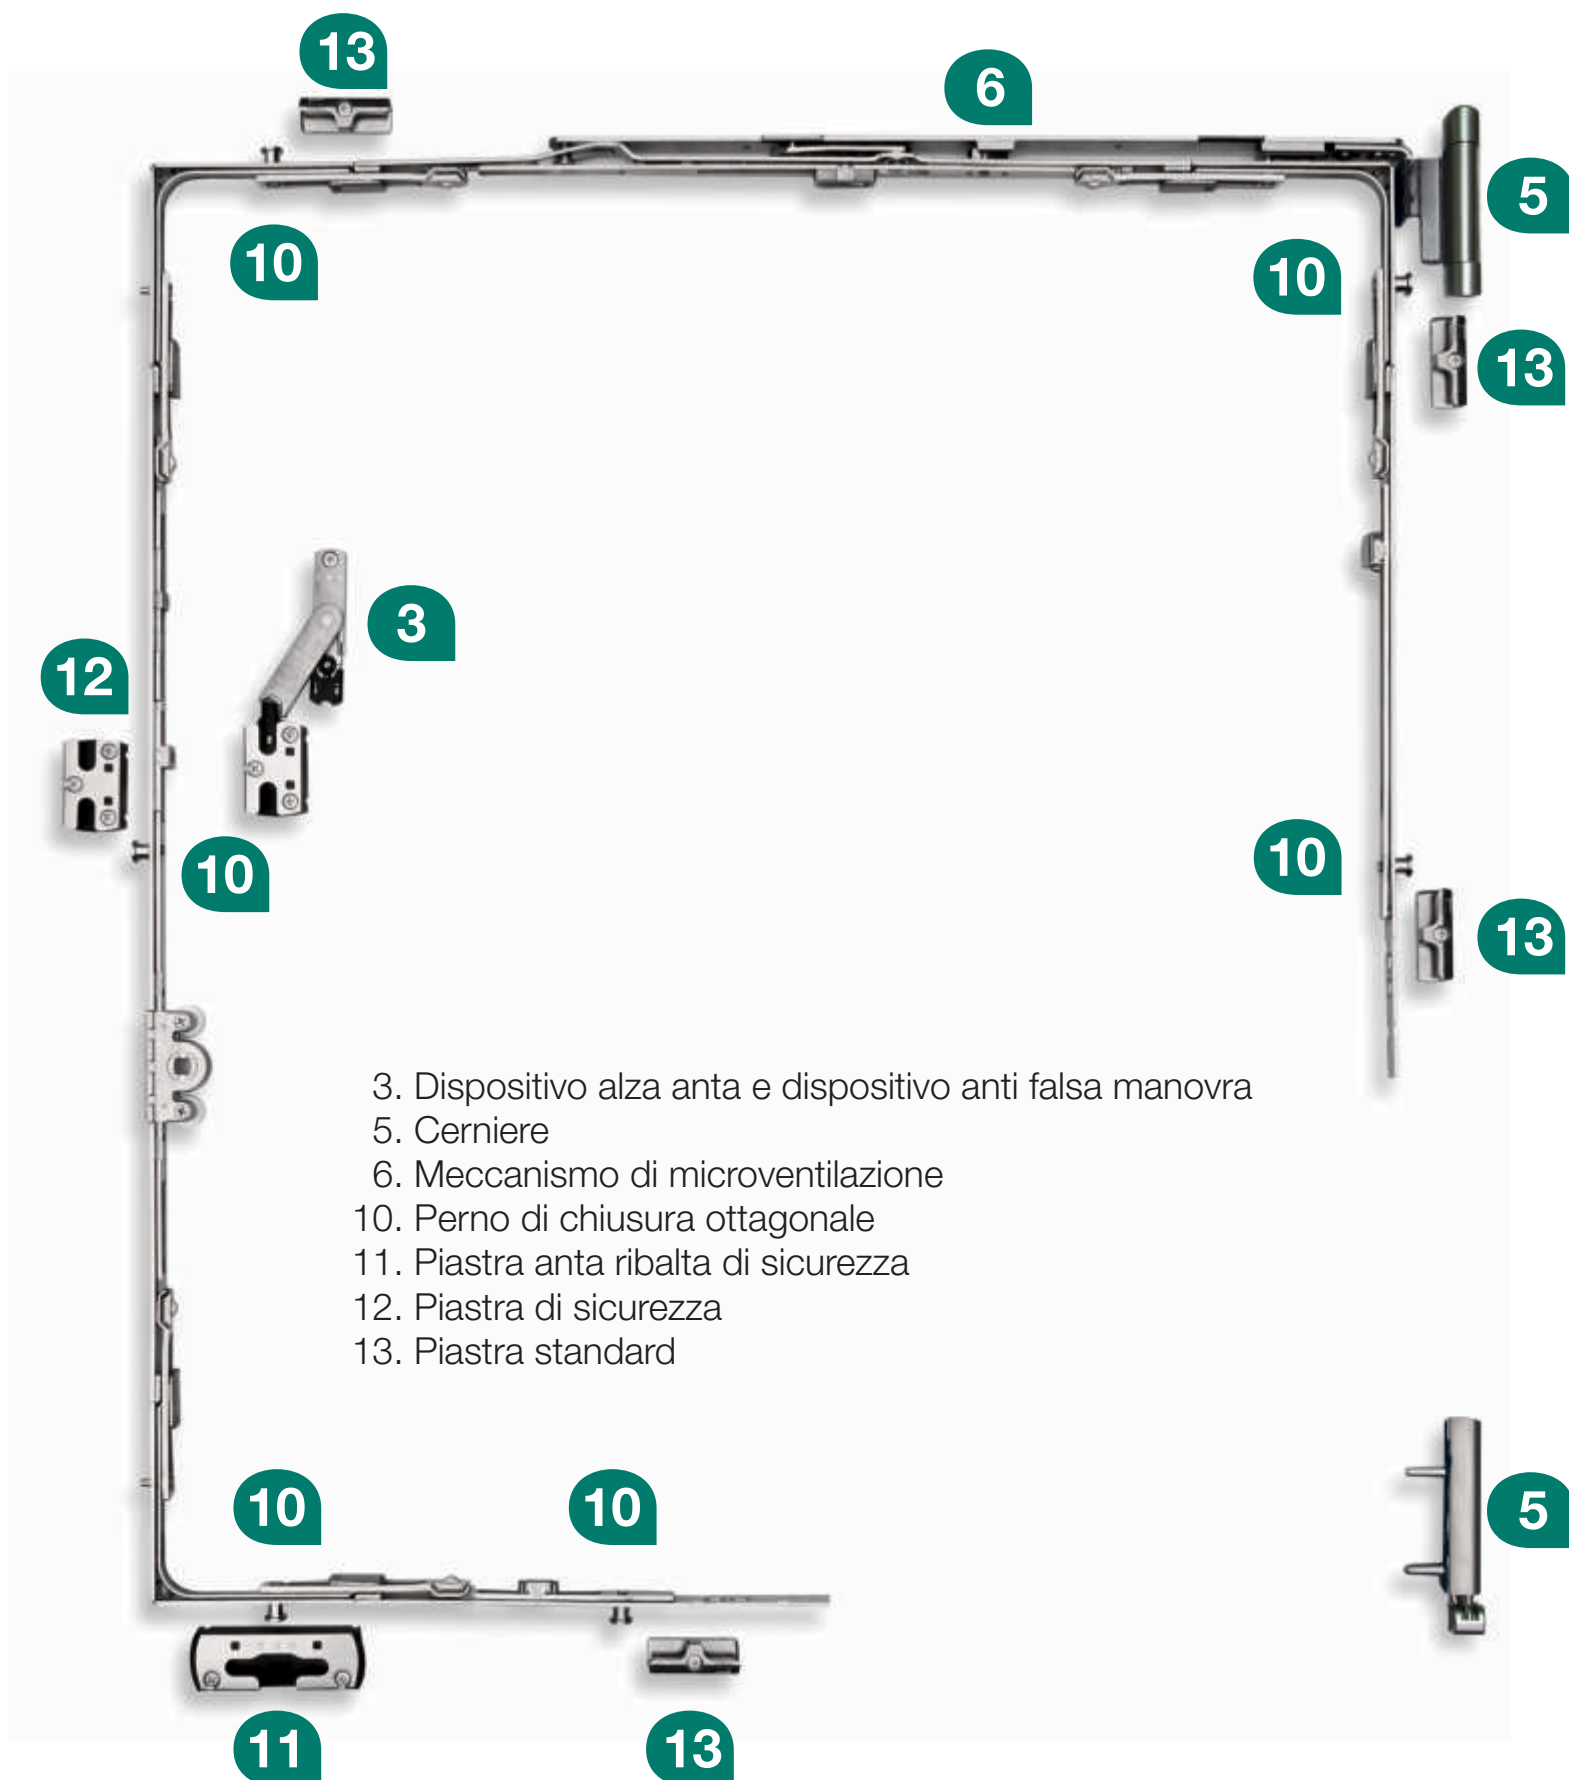 13
6
5
10
10
13
3
12
10
10
13
3. Dispositivo alza anta e dispositivo anti falsa manovra
5. Cerniere
6. Meccanismo di microventilazione
10. Perno di chiusura ottagonale
11. Piastra anta ribalta di sicurezza
12. Piastra di sicurezza
13. Piastra standard
10
10
5
11
13